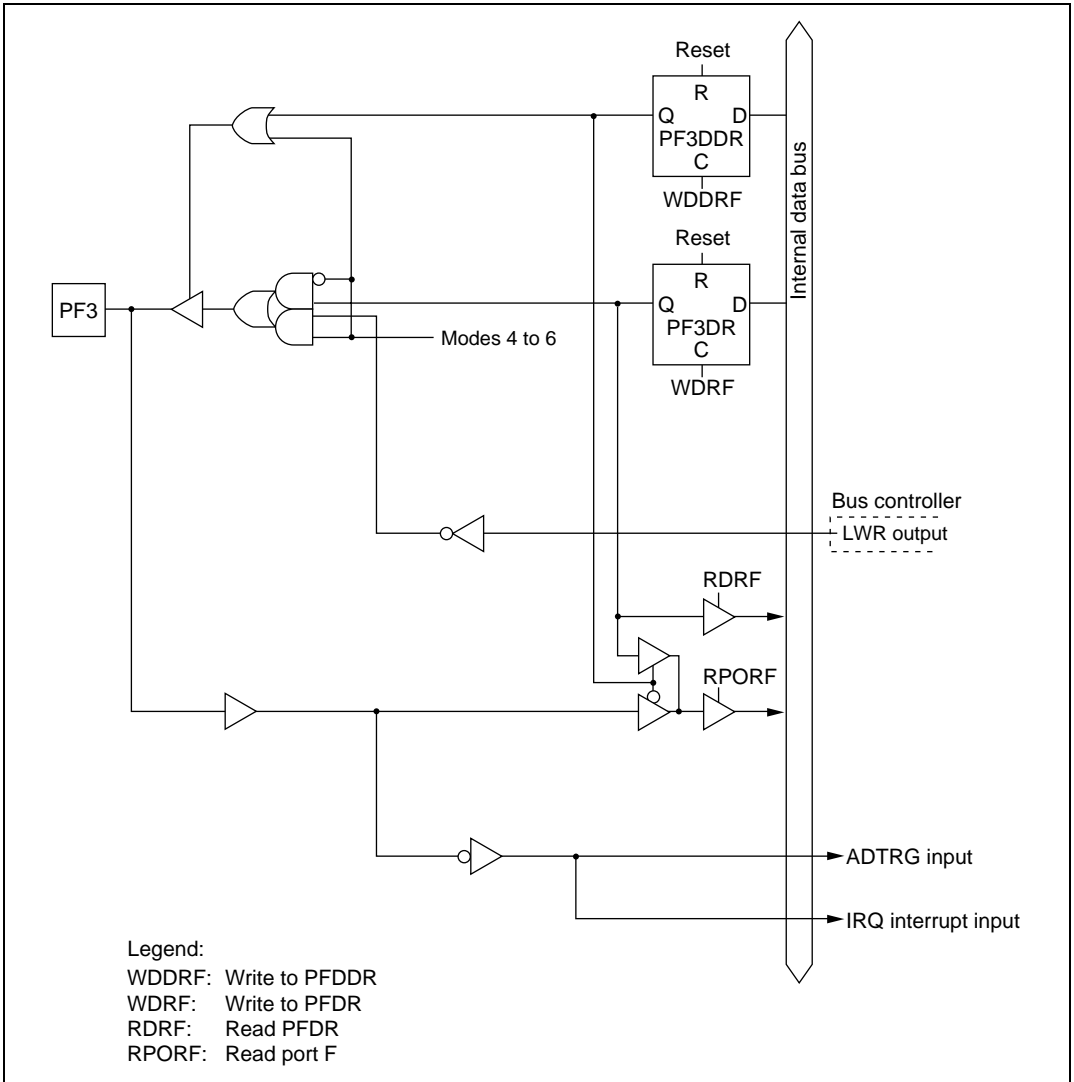 Reset
R
Q D
PF3DDR
C
WDDRF
Reset
R
Q D
PF3DR
C
WDRF
Internal data bus
PF3
Modes 4 to 6
Bus controller
LWR output
RDRF
RPORF
ADTRG input
IRQ interrupt input
Legend:
WDDRF: Write to PFDDR
WDRF: Write to PFDR
RDRF: Read PFDR
RPORF: Read port F